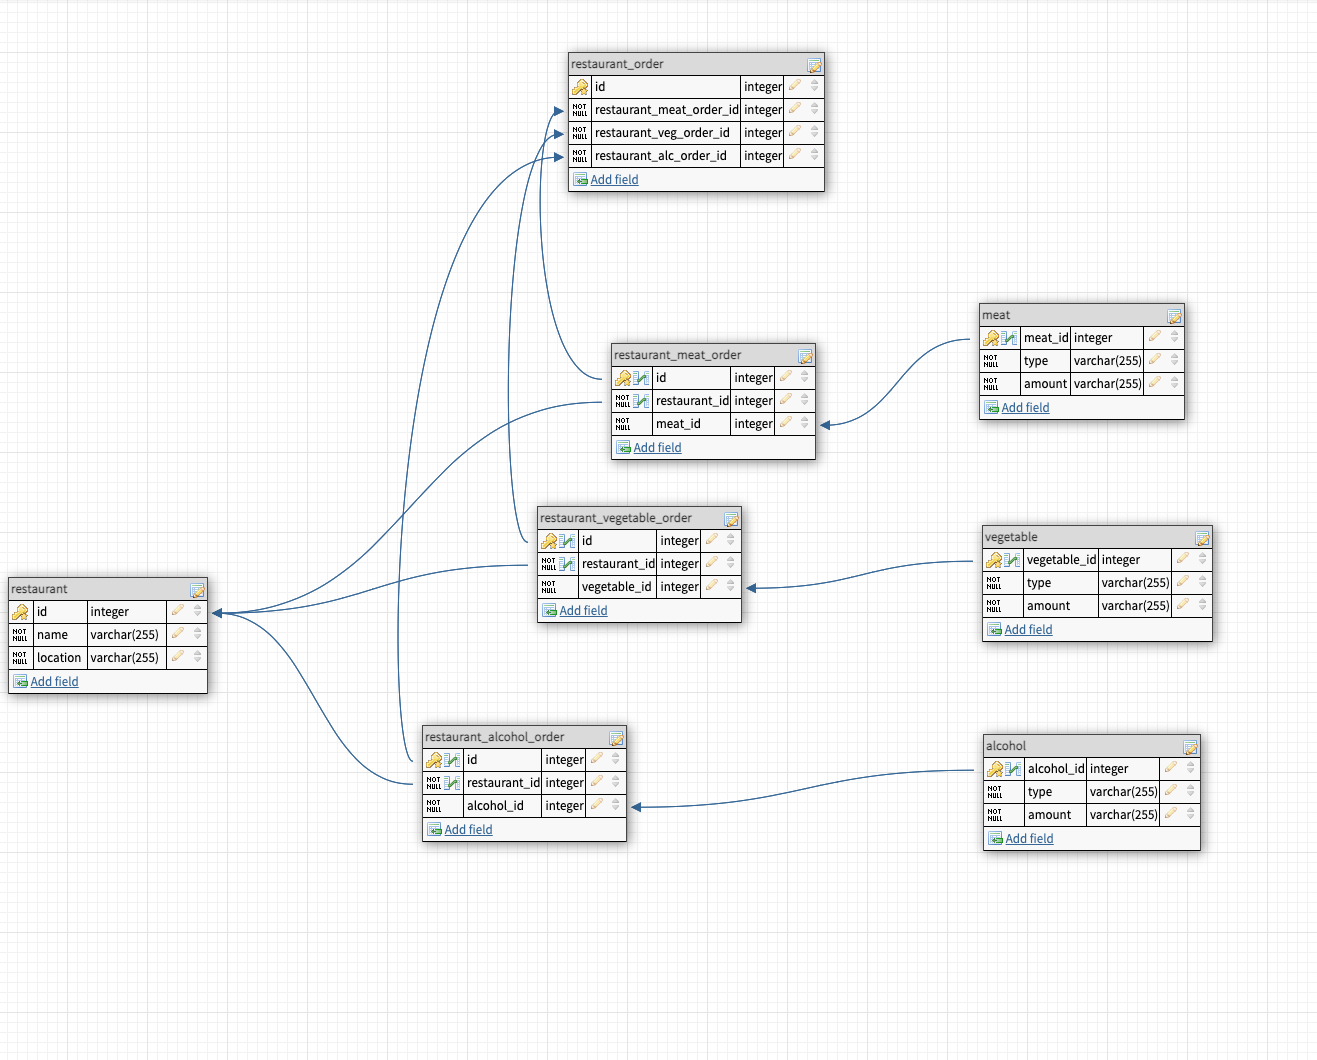 restaurant_order
id integer
NOT NULL restaurant_meat_order_id integer
NOT NULL restaurant_veg_order_id integer
NOT NULL restaurant_alc_order_id integer
Add field
meat
meat_id integer
NOT NULL type varchar(255)
NOT NULL amount varchar(255)
Add field
restaurant_meat_order
id integer
NOT NULL restaurant_id integer
NOT NULL meat_id integer
Add field
restaurant_vegetable_order
id integer
NOT NULL restaurant_id integer
NOT NULL vegetable_id integer
Add field
vegetable
vegetable_id integer
NOT NULL type varchar(255)
NOT NULL amount varchar(255)
Add field
restaurant
id integer
NOT NULL name varchar(255)
NOT NULL location varchar(255)
Add field
restaurant_alcohol_order
id integer
NOT NULL restaurant_id integer
NOT NULL alcohol_id integer
Add field
alcohol
alcohol_id integer
NOT NULL type varchar(255)
NOT NULL amount varchar(255)
Add field